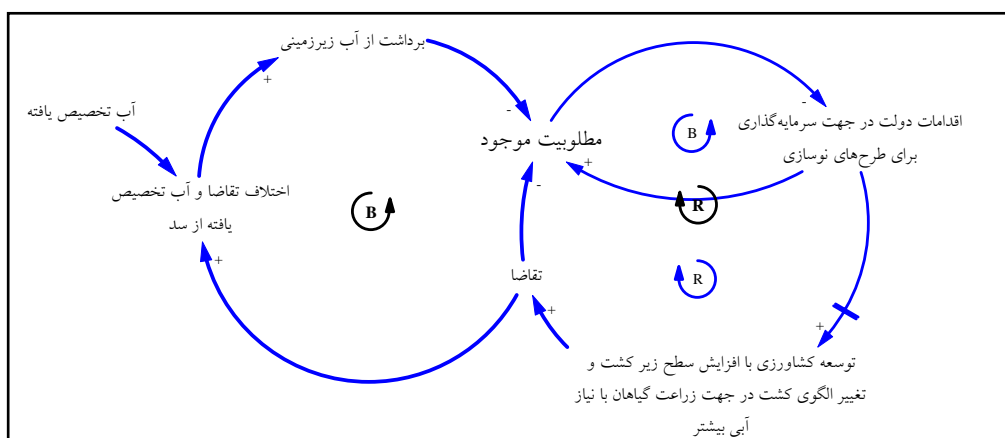 برداشت از آب زیرزمینی
+
-
آب تخصیص یافته
مطلوبیت موجود
-
اقدامات دولت در جهت سرمایه‌گذاری
برای طرح‌های نوسازی
B
+
اختلاف تقاضا و آب تخصیص
یافته از سد
B
-
R
+
تقاضا
R
+
+
توسعه کشاورزی با افزایش سطح زیر کشت و
تغییر الگوی کشت در جهت زراعت گیاهان با نیاز
آبی بیشتر